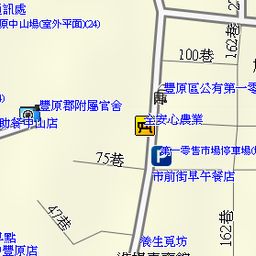 通訊處
原中山場(室外平面)(24)
100巷
162巷
豐原區公有第一零
豐原郡附屬官舍
全安心農業
助餐中山店
第一零售市場停車場
75巷
市前街早午餐店
47巷
162巷
養生覓坊
豐原店